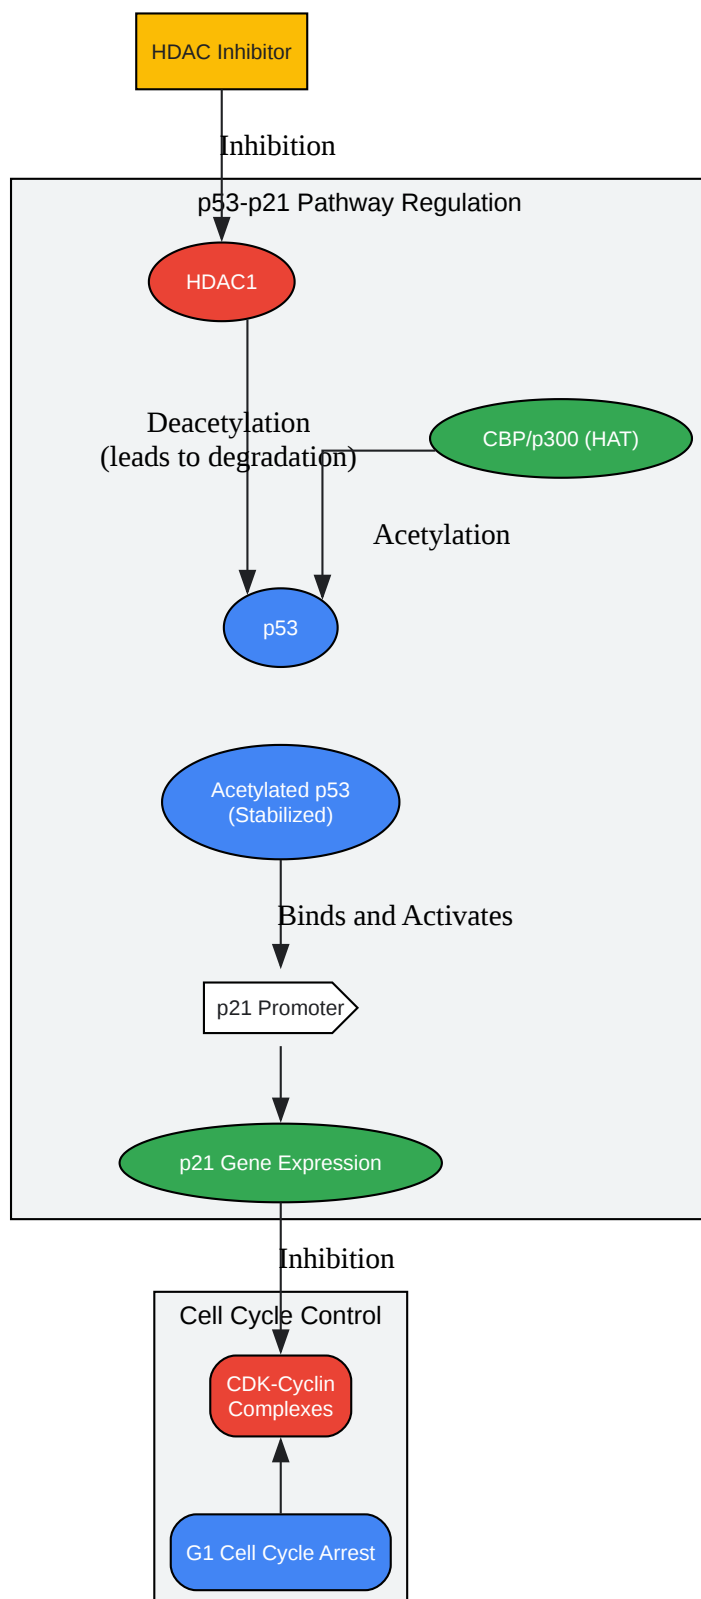 HDAC Inhibitor
Inhibition
p53-p21 Pathway Regulation
HDAC1
Deacetylation
(leads to degradation)
CBP/p300 (HAT)
Acetylation
p53
Acetylated p53
(Stabilized)
Binds and Activates
p21 Promoter
p21 Gene Expression
Inhibition
Cell Cycle Control
CDK-Cyclin
Complexes
G1 Cell Cycle Arrest